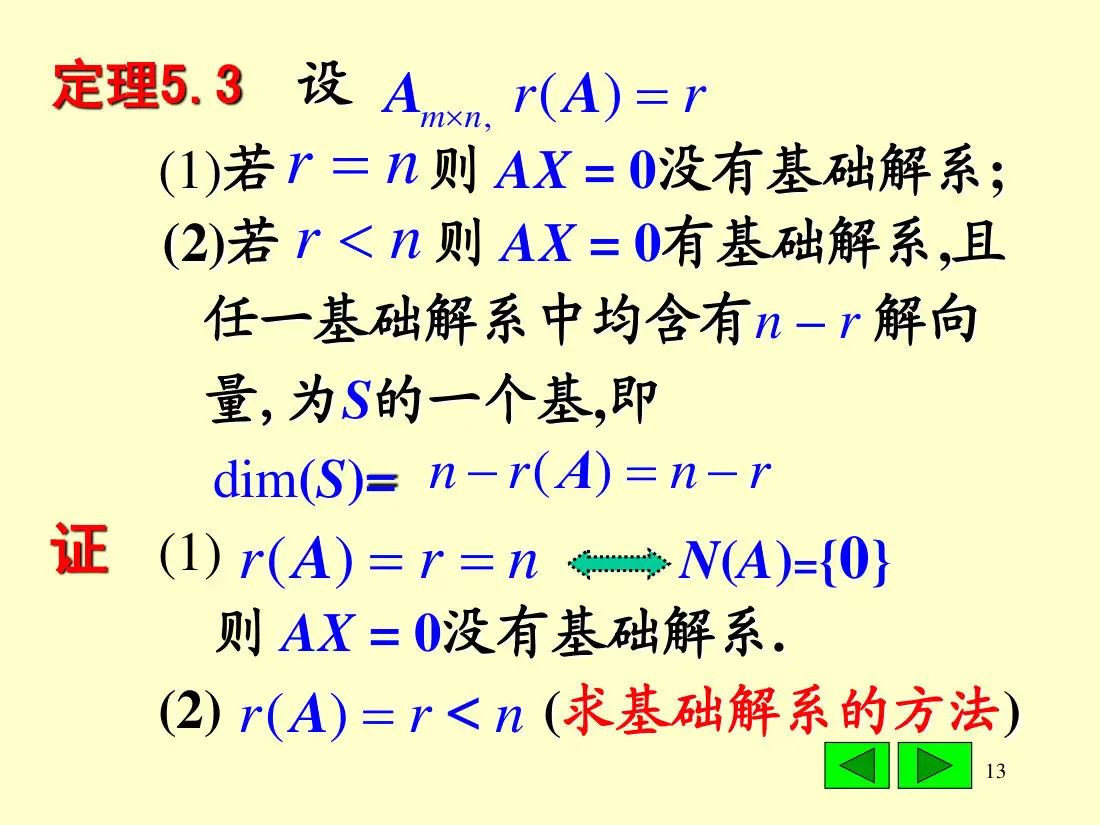 定理5.3 设 A_{m×n,} r(A) = r
(1)若 r = n 则 AX = 0没有基础解系;
(2)若 r < n 则 AX = 0有基础解系,且
任一基础解系中均含有 n − r 解向
量, 为S的一个基,即
dim(S)= n − r(A) = n − r
证 (1) r(A) = r = n ⟺ N(A)={0}
则 AX = 0没有基础解系.
(2) r(A) = r < n (求基础解系的方法)
13